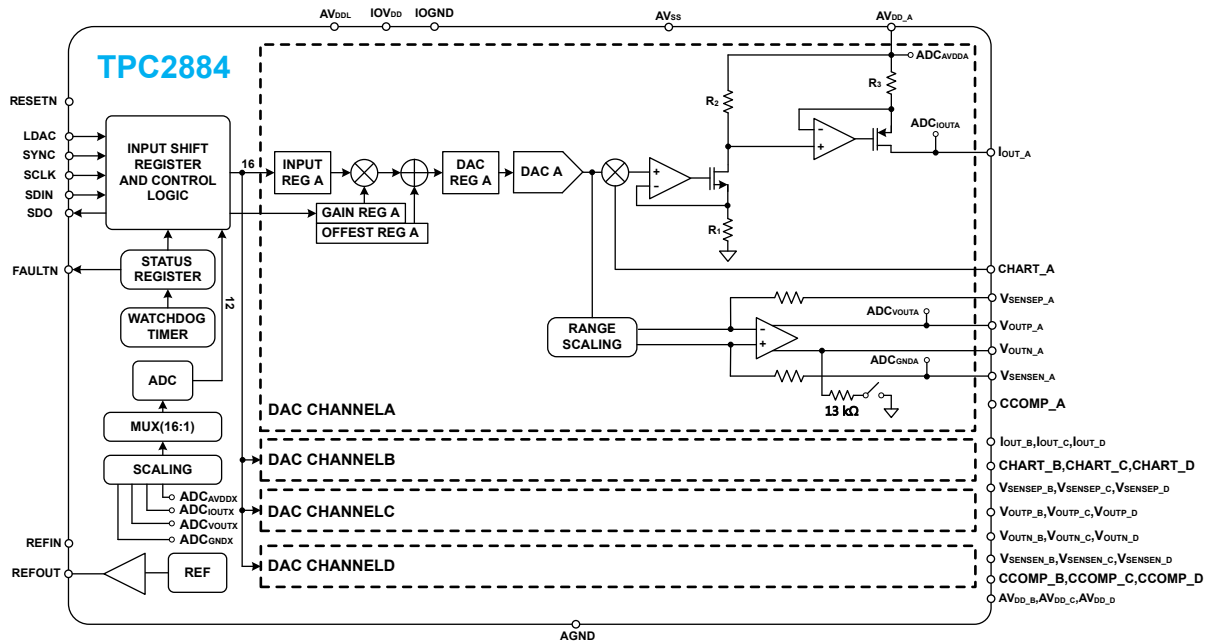 AVDDL
IOVDD
IOGND
AVSS
AVDD_A
TPC2884
RESETN
LDAC
SYNC
SCLK
SDIN
SDO
FAULTN
REFIN
REFOUT
INPUT SHIFT
REGISTER
AND CONTROL
LOGIC
16
STATUS
REGISTER
WATCHDOG
TIMER
12
ADC
MUX(16:1)
SCALING
ADCAVDDX
ADCIOUTX
ADCVOUTX
ADCGNDX
REF
INPUT
REG A
GAIN REG A
OFFEST REG A
DAC
REG A
DAC A
R2
R1
R3
ADCAVDDA
ADCIOUTA
RANGE
SCALING
ADCVOUTA
ADCGNDA
13 kΩ
DAC CHANNELA
DAC CHANNELB
DAC CHANNELC
DAC CHANNELD
IOUT_A
CHART_A
VSENSEP_A
VOUTP_A
VOUTN_A
VSENSEN_A
CCOMP_A
IOUT_B,IOUT_C,IOUT_D
CHART_B,CHART_C,CHART_D
VSENSEP_B,VSENSEP_C,VSENSEP_D
VOUTP_B,VOUTP_C,VOUTP_D
VOUTN_B,VOUTN_C,VOUTN_D
VSENSEN_B,VSENSEN_C,VSENSEN_D
CCOMP_B,CCOMP_C,CCOMP_D
AVDD_B,AVDD_C,AVDD_D
AGND